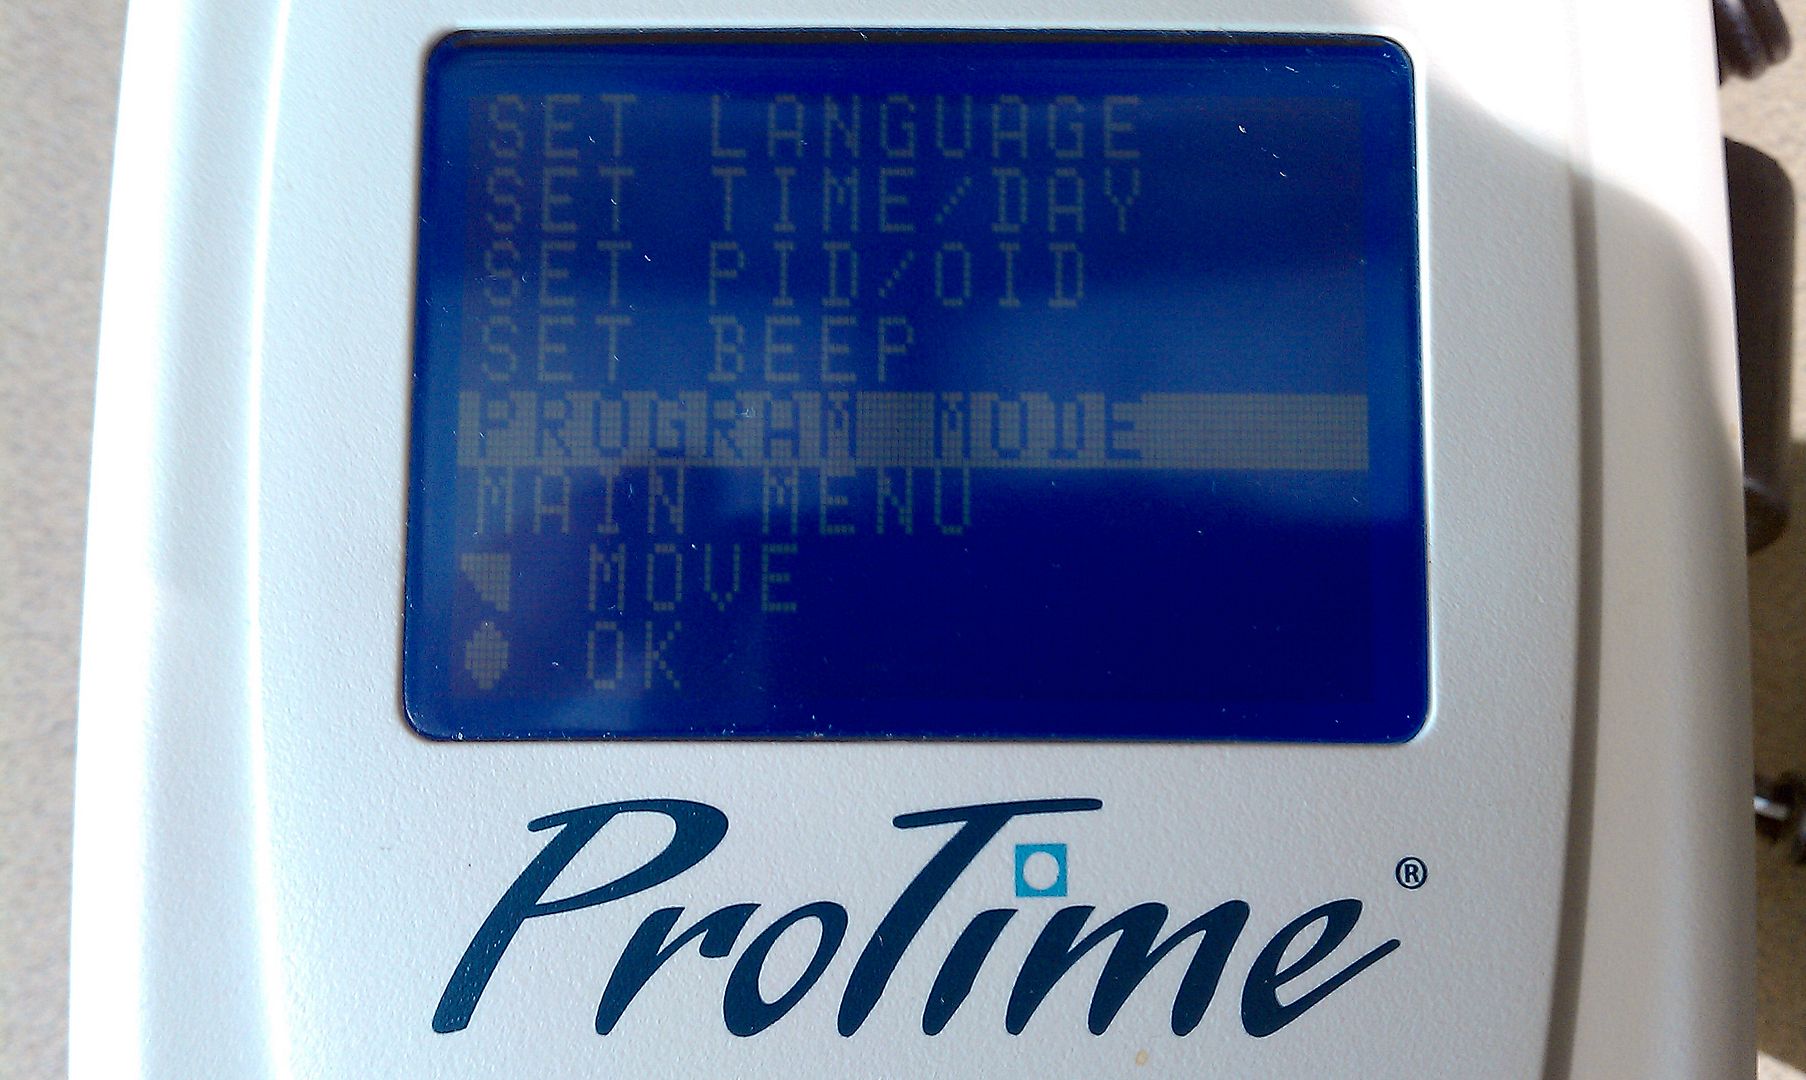 SET LANGUAGE
SET TIME/DAY
SET PID/OID
SET BEEP
PROGRAM MODE
MAIN MENU
MOVE
OK
ProTime®